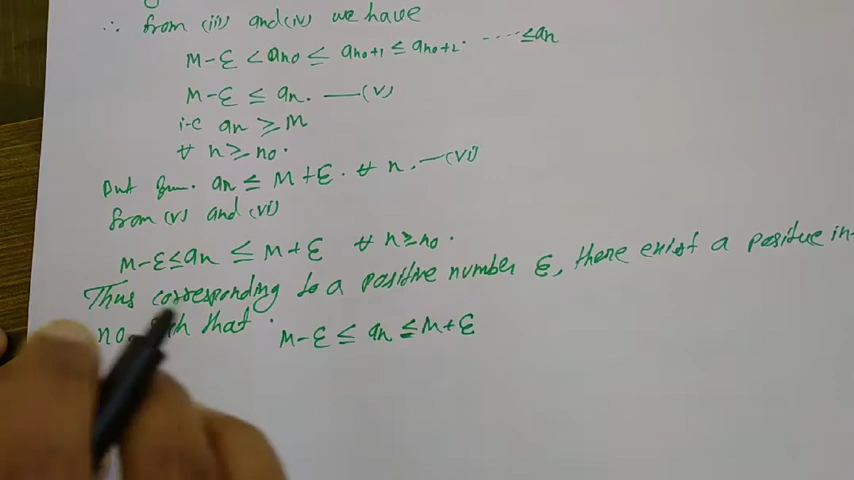 ∴ from (iii) and (iv) we have
M-ε < an₀ ≤ an₀+1 ≤ an₀+2. ..... ≤an
M-ε ≤ an. —(v)
i-e an ≥ M
∀ n ≥ n₀.
But an ≤ M+ε. ∀ n. —(vi)
from (v) and (vi)
M-ε≤an ≤ M+ε ∀ n≥n₀.
Thus corresponding to a positive number ε, there exist a positive in-
n₀ that
M-ε ≤ an ≤ M+ε